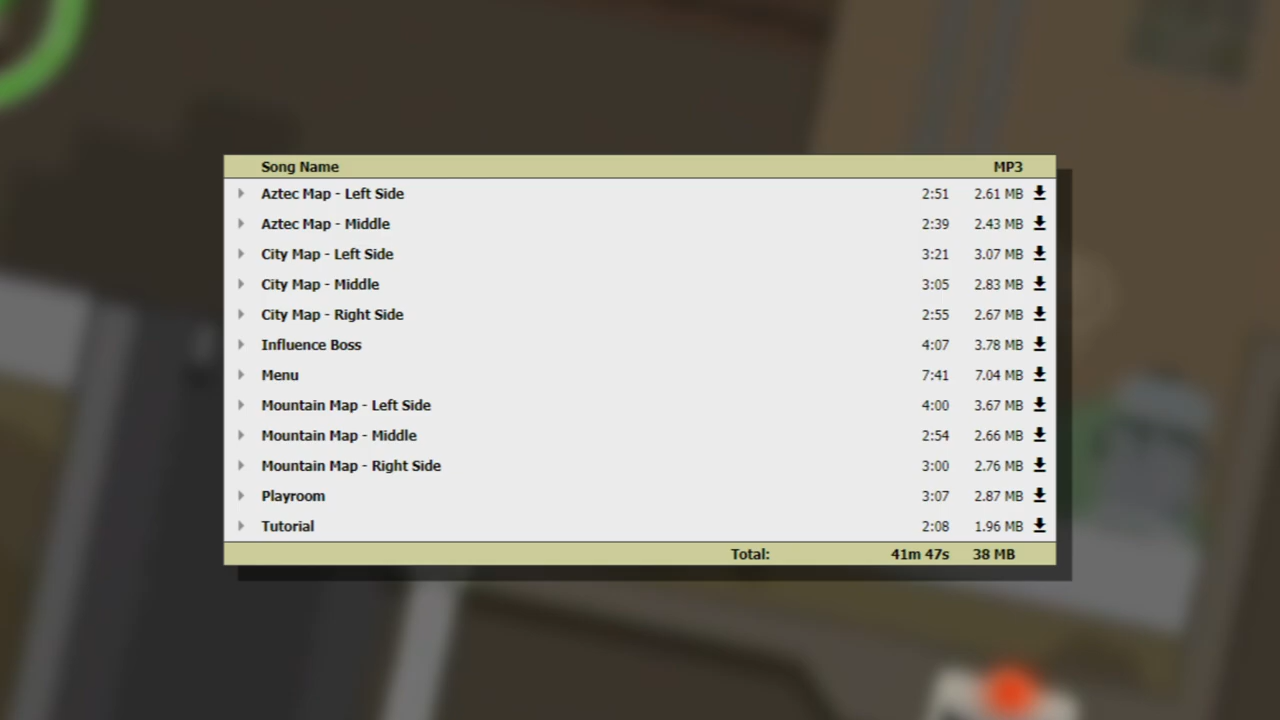 Song Name MP3
Aztec Map - Left Side 2:51 2.61 MB
Aztec Map - Middle 2:39 2.43 MB
City Map - Left Side 3:21 3.07 MB
City Map - Middle 3:05 2.83 MB
City Map - Right Side 2:55 2.67 MB
Influence Boss 4:07 3.78 MB
Menu 7:41 7.04 MB
Mountain Map - Left Side 4:00 3.67 MB
Mountain Map - Middle 2:54 2.66 MB
Mountain Map - Right Side 3:00 2.76 MB
Playroom 3:07 2.87 MB
Tutorial 2:08 1.96 MB
Total: 41m 47s 38 MB